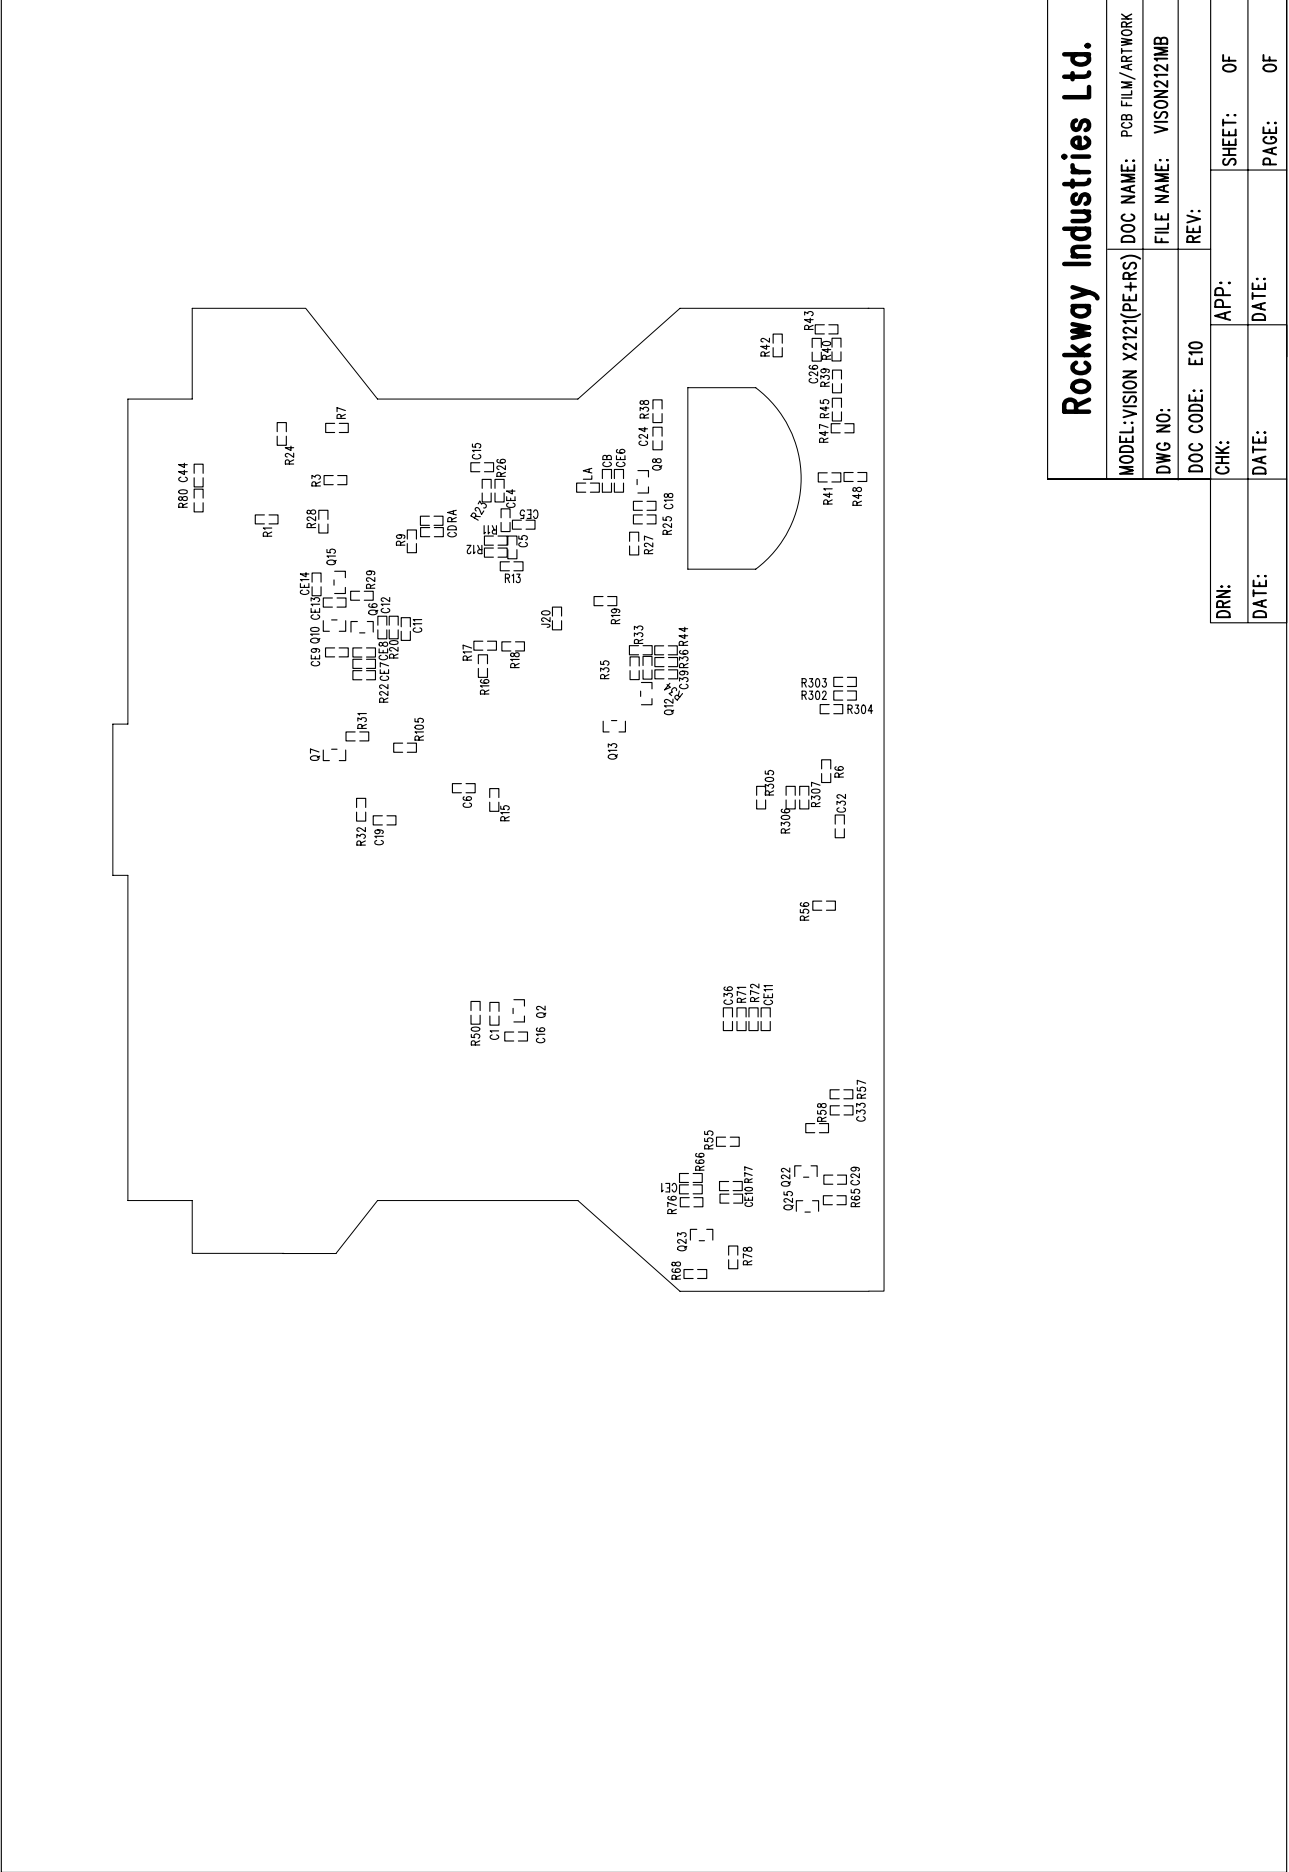 Rockway Industries Ltd.
MODEL:VISION X2121(PE+RS) DOC NAME: PCB FILM/ARTWORK
DWG NO: FILE NAME: VISON2121MB
DOC CODE: E10 REV:
CHK: APP: SHEET: OF
DATE: DATE: PAGE: OF
DRN:
DATE:
R80 C44
R24
R7
R1
R3
R28
Q15
CE14
CE13
R29
Q10
Q6
C12
CE9
CE8
R20
C11
CE7
R22
R31
Q7
R105
R32
C19
R9
CDRA
C15
R26
R23
CE4
R11
CE5
R12
C5
R13
J20
R17
R18
R16
C6
R15
LA
CB
CE6
Q8
C24
R38
C18
R25
R27
R19
R33
R35
R44
R36
C39
R34
Q12
Q13
R42
R43
C26
R40
R39
R45
R47
R41
R48
R303
R302
R304
R305
R306
R307
R6
C32
R56
R50
C1
C16
Q2
C36
R71
R72
CE11
R57
C33
R58
R55
R66
CE1
R76
R77
CE10
Q22
Q25
C29
R65
Q23
R78
R68